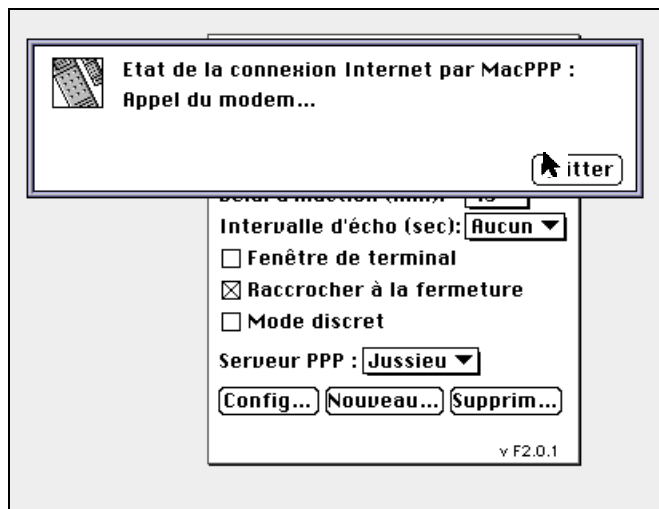 Etat de la connexion Internet par MacPPP :
Appel du modem...
itter
Intervalle d'écho (sec): Aucun
Fenêtre de terminal
Raccrocher à la fermeture
Mode discret
Serveur PPP : Jussieu
Config... Nouveau... Supprim...
v F2.0.1